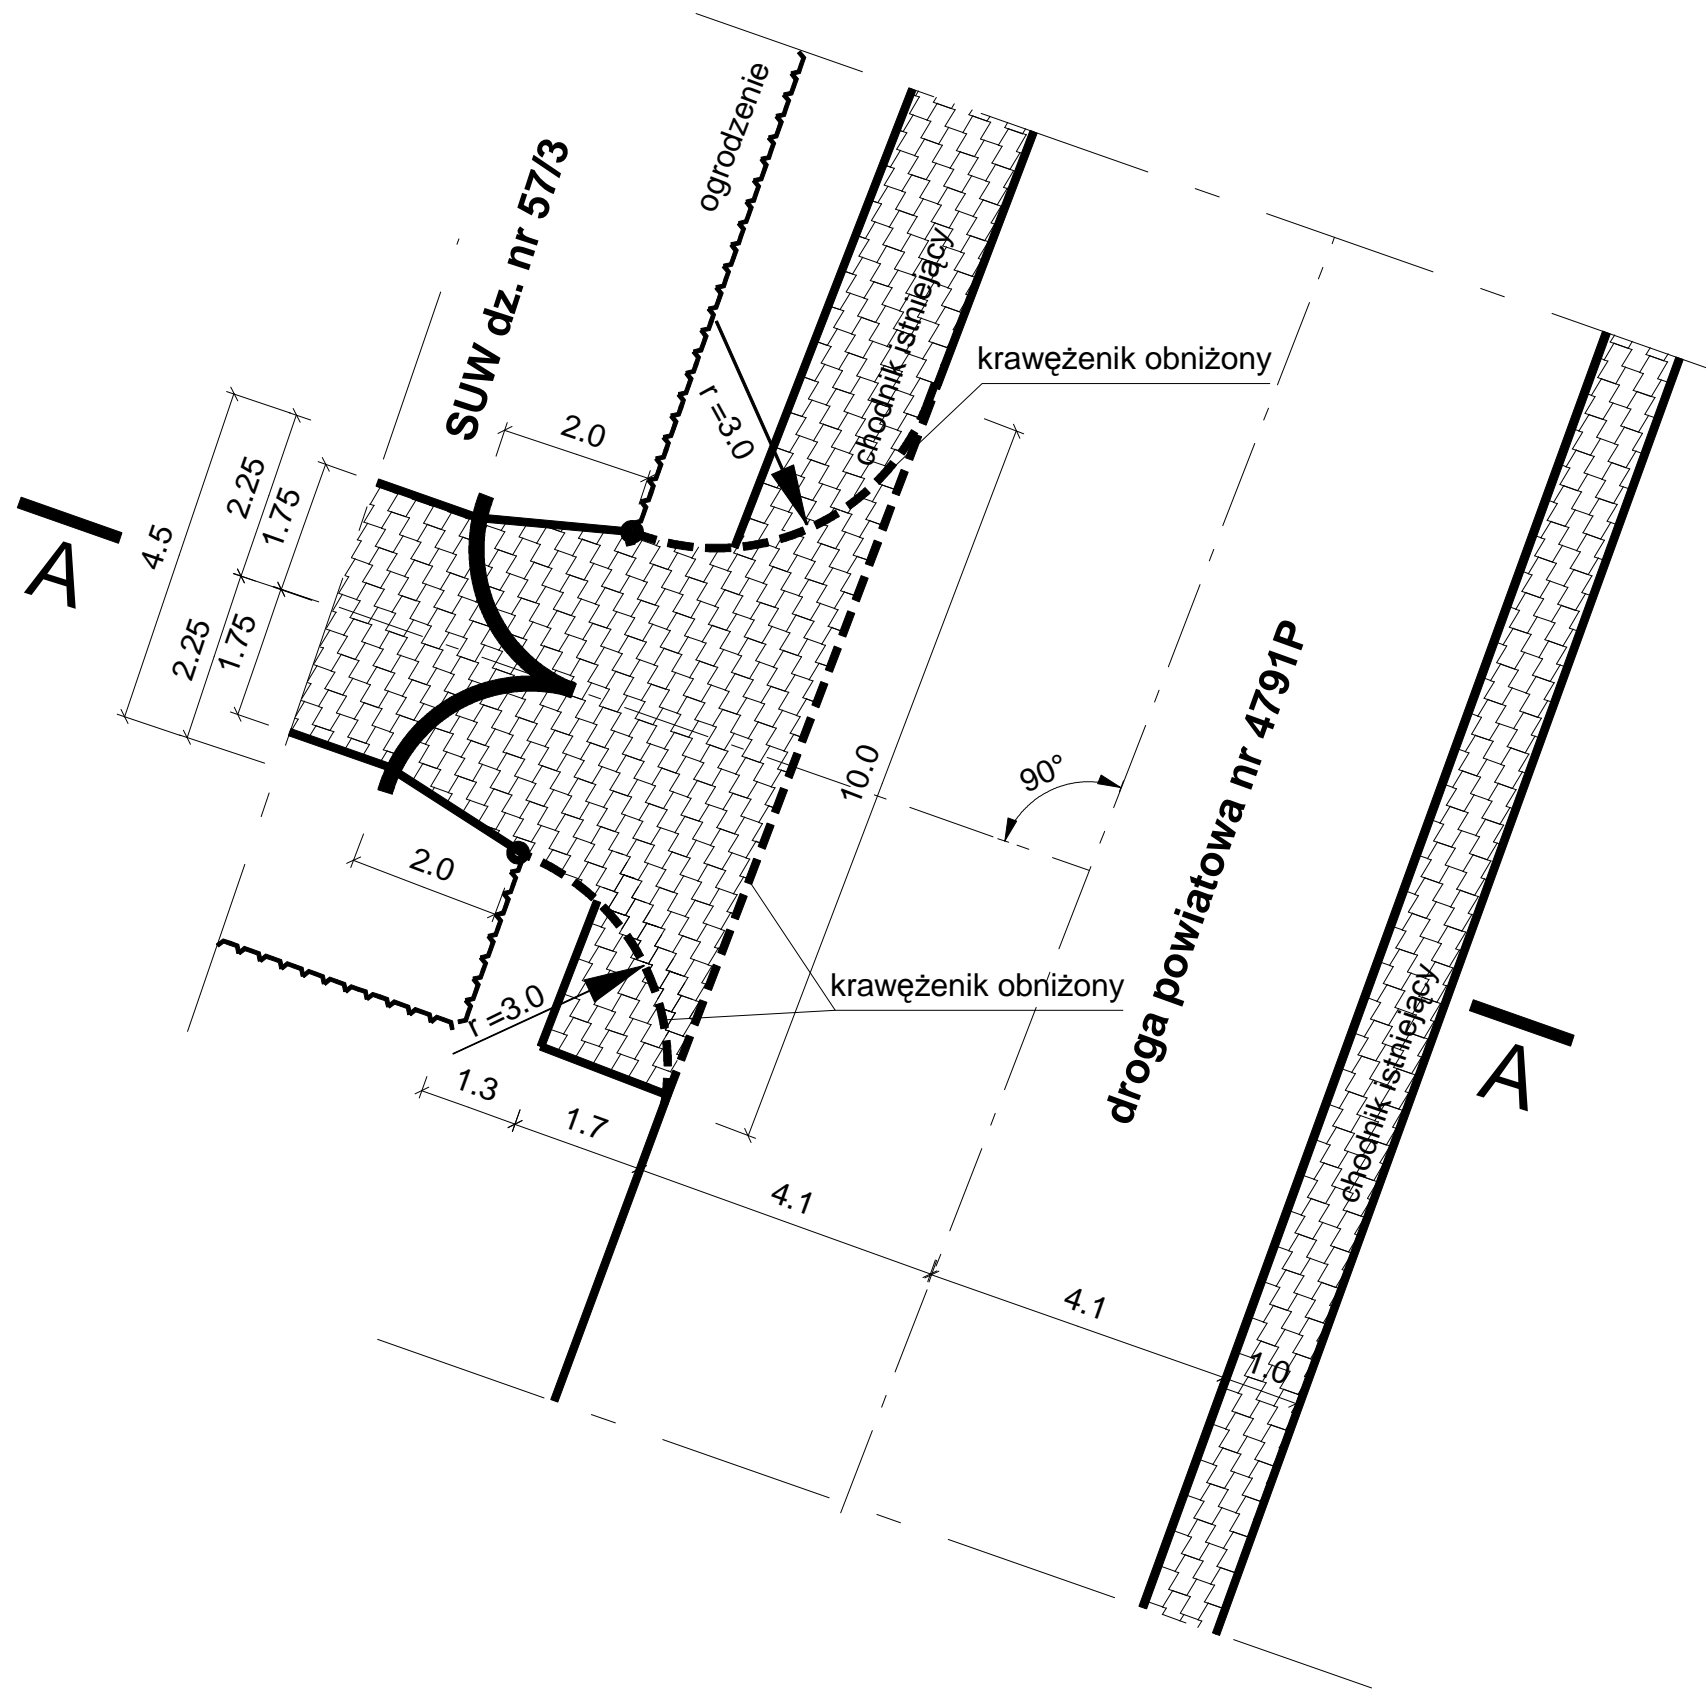 ogrodzenie
SUW dz. nr 57/3
chodnik istniejący
krawężenik obniżony
r =3.0
2.0
2.25
1.75
4.5
A
2.25
1.75
10.0
90°
droga powiatowa nr 4791P
2.0
krawężenik obniżony
r =3.0
chodnik istniejący
A
1.3
1.7
4.1
4.1
1.0